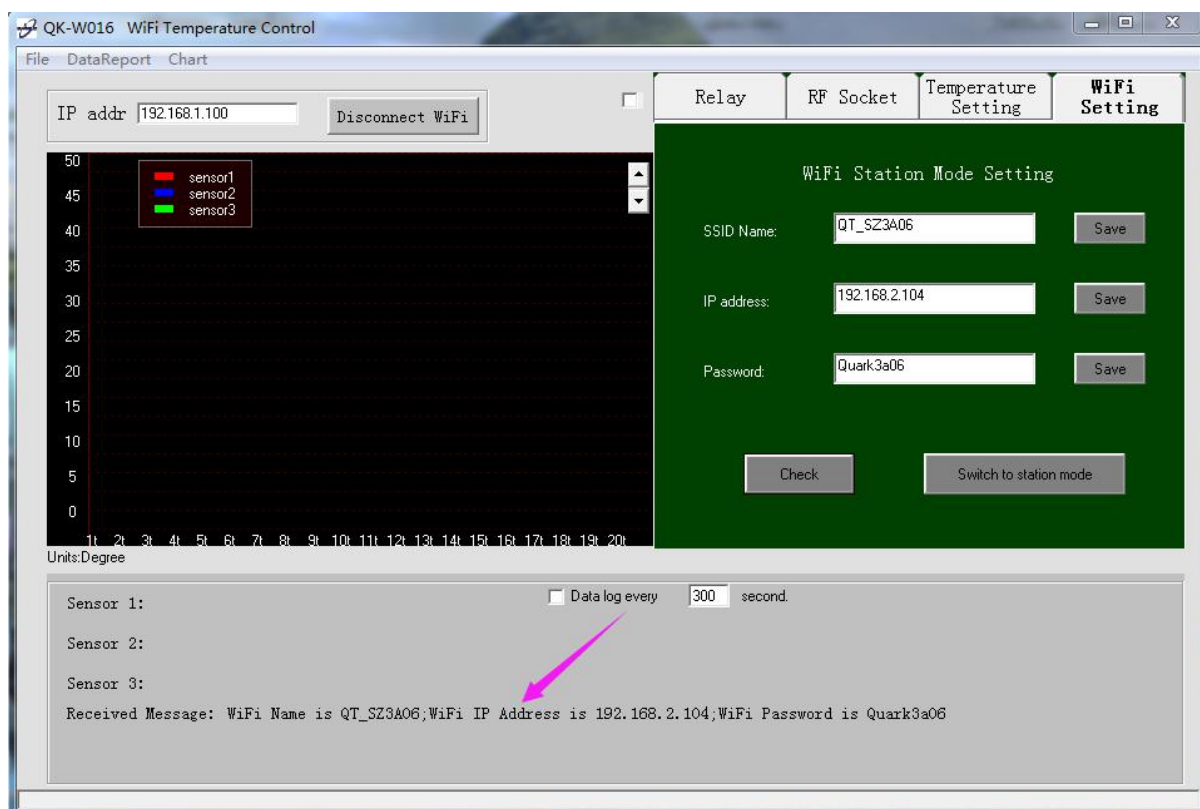 QK-W016 WiFi Temperature Control
File DataReport Chart
IP addr 192.168.1.100 Disconnect WiFi
Relay RF Socket Temperature Setting WiFi Setting
50
45
40
35
30
25
20
15
10
5
0
sensor1
sensor2
sensor3
1t 2t 3t 4t 5t 6t 7t 8t 9t 10t 11t 12t 13t 14t 15t 16t 17t 18t 19t 20t
Units:Degree
WiFi Station Mode Setting
SSID Name: QT_SZ3A06 Save
IP address: 192.168.2.104 Save
Password: Quark3a06 Save
Check Switch to station mode
Sensor 1:
Data log every 300 second.
Sensor 2:
Sensor 3:
Received Message: WiFi Name is QT_SZ3A06;WiFi IP Address is 192.168.2.104;WiFi Password is Quark3a06